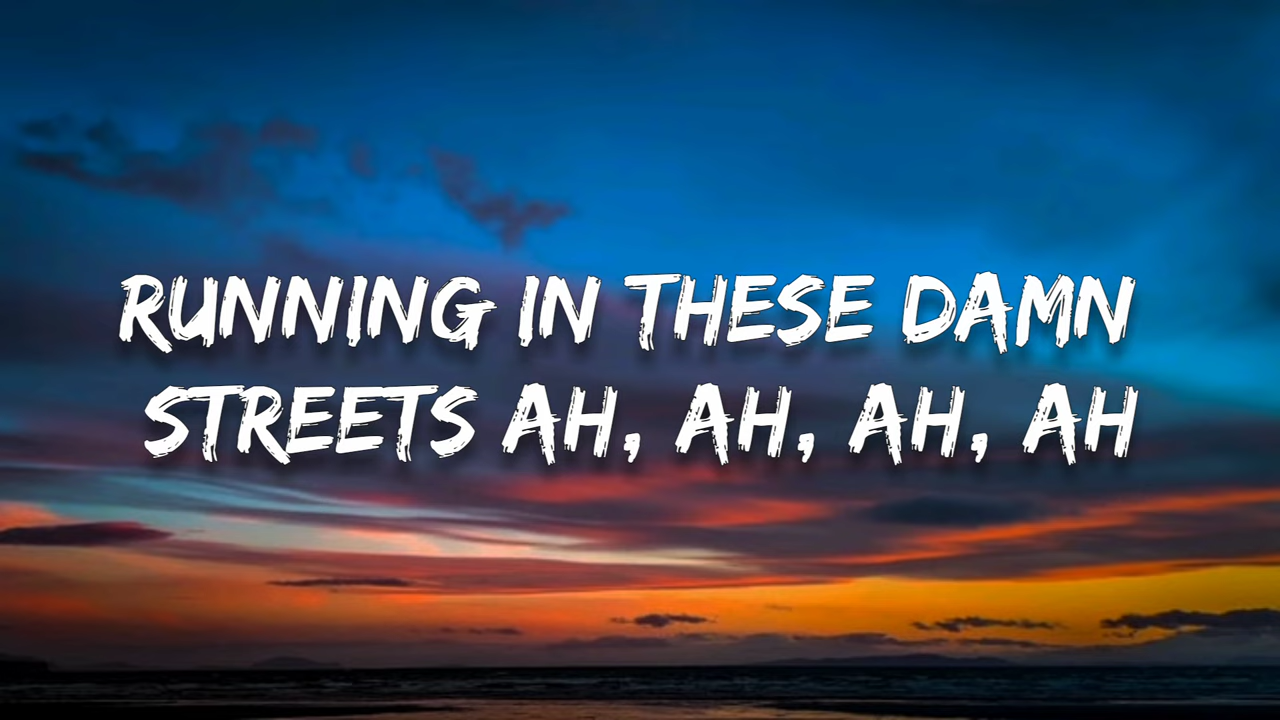 RUNNING IN THESE DAMN
STREETS AH, AH, AH, AH